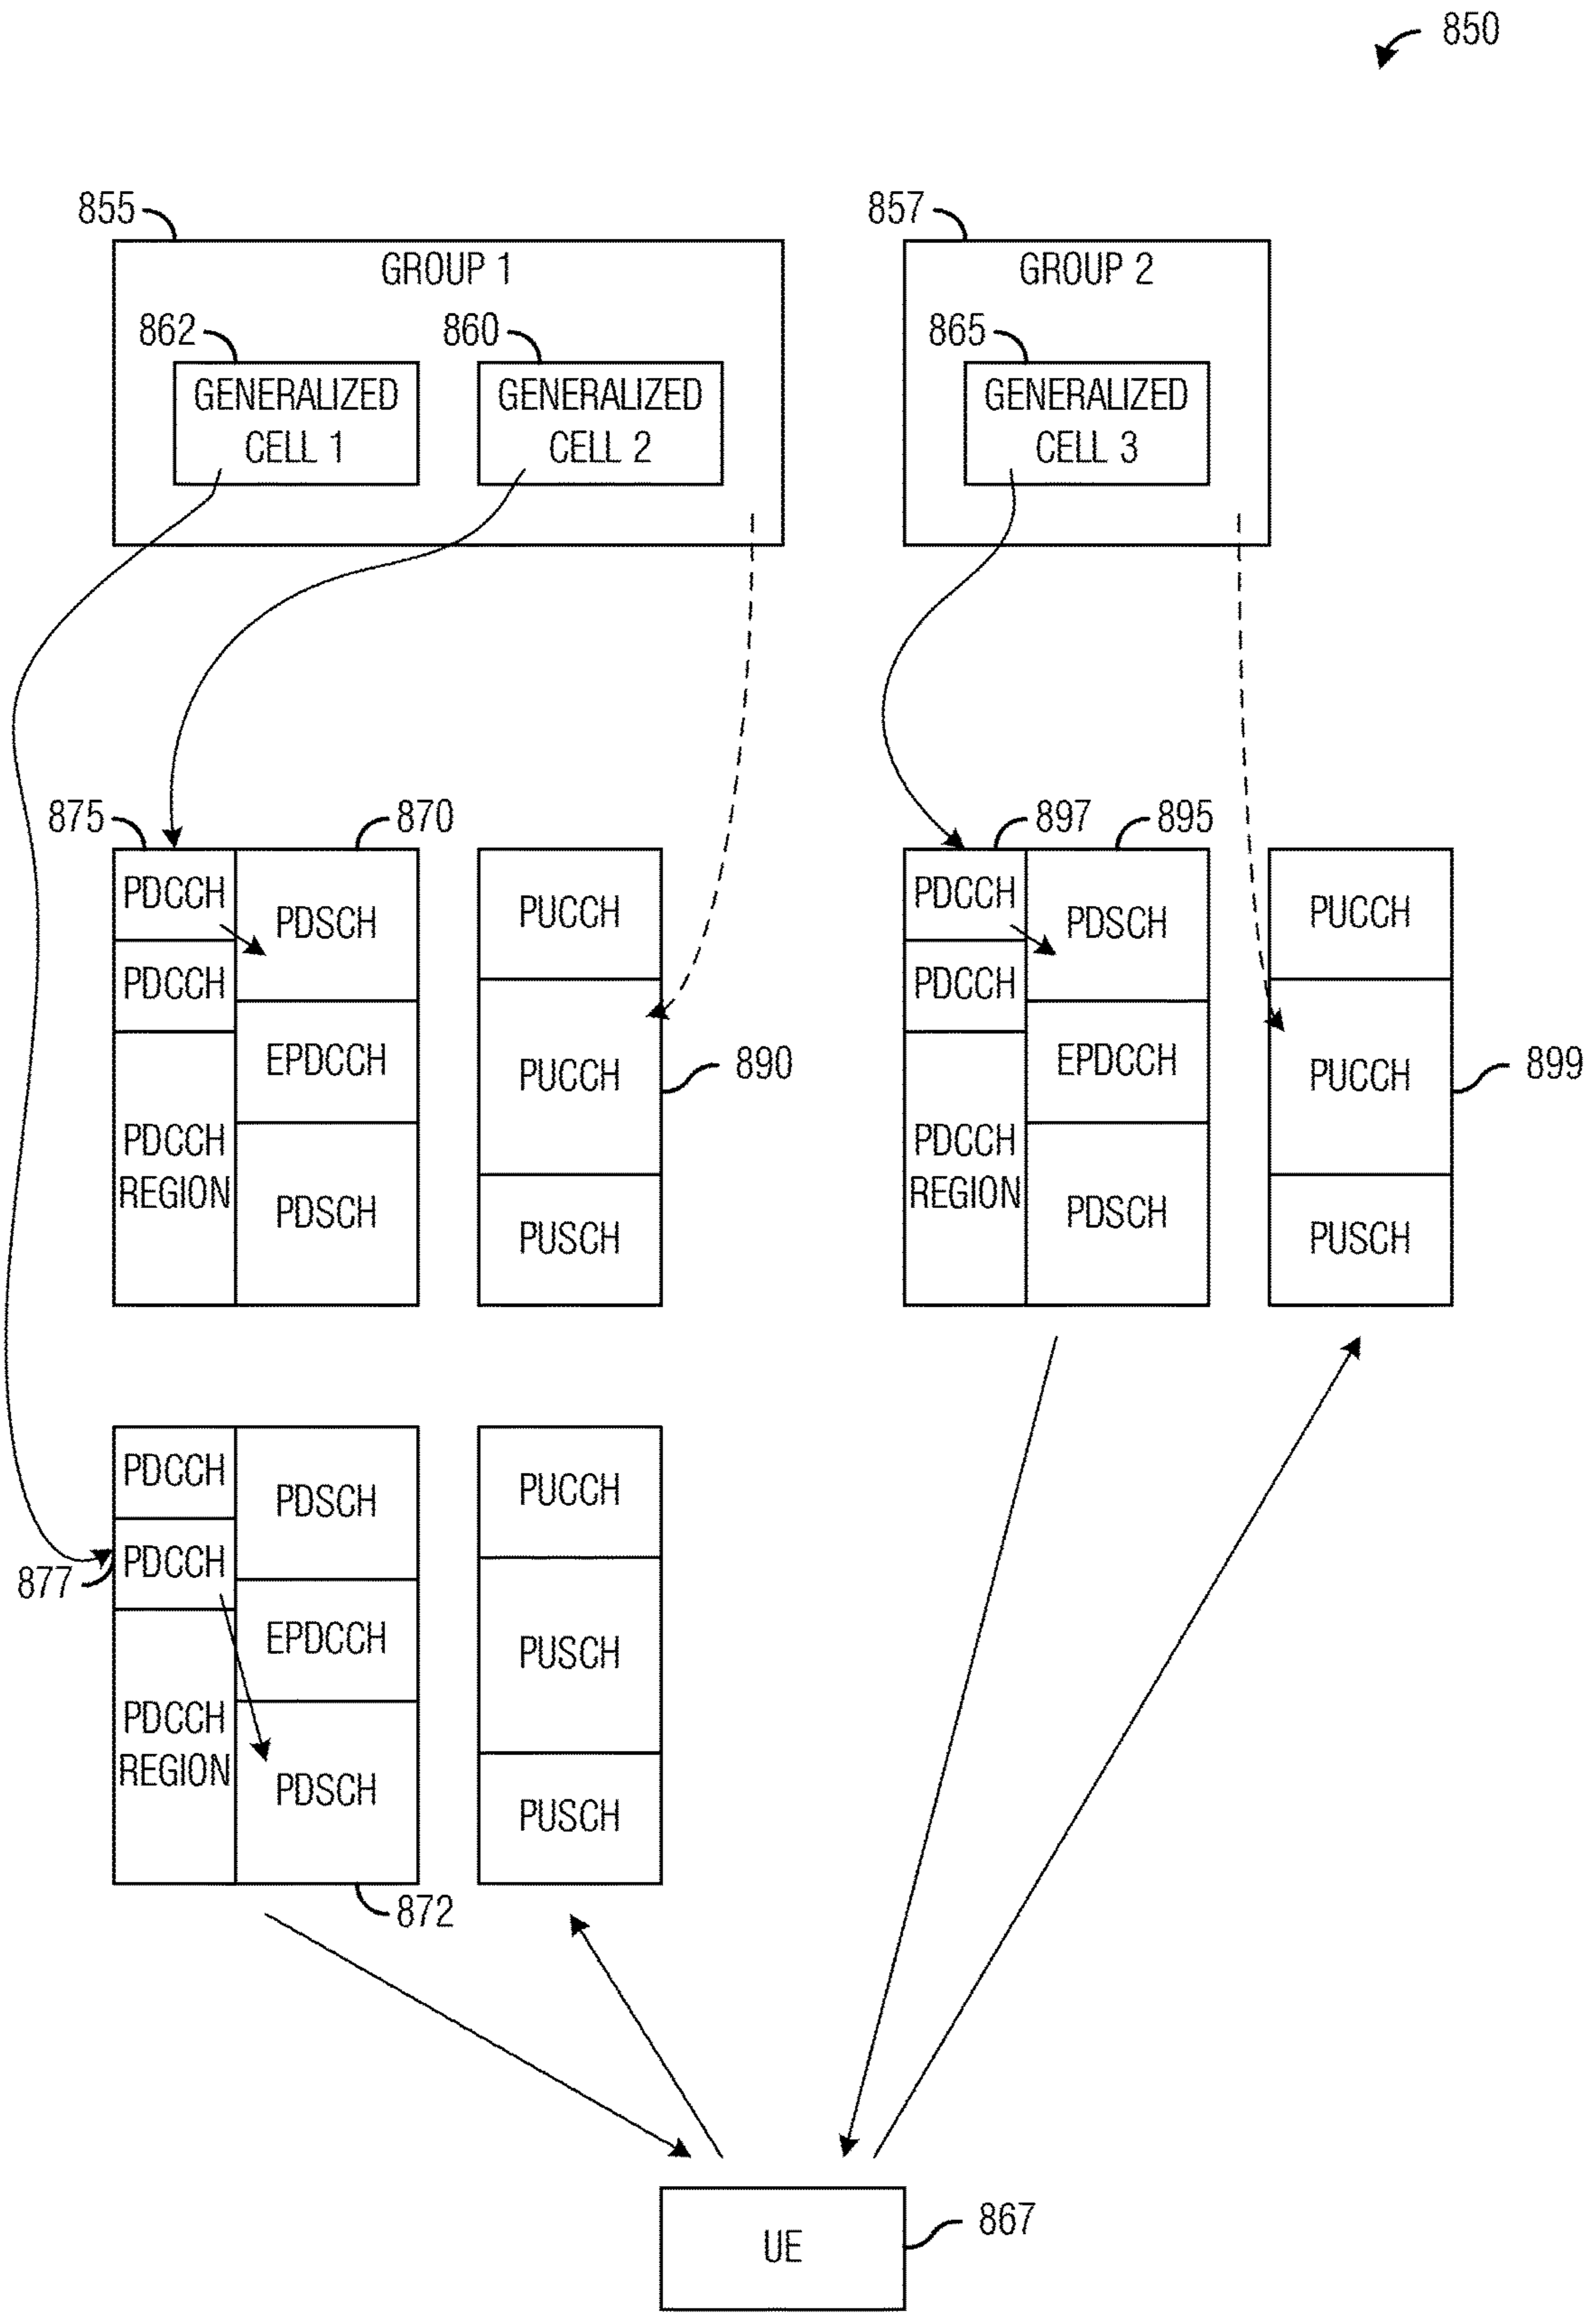 850
855
857
GROUP 1
GROUP 2
862
860
865
GENERALIZED
CELL 1
GENERALIZED
CELL 2
GENERALIZED
CELL 3
875
870
897
895
PDCCH
PDSCH
PDCCH
EPDCCH
PDCCH
REGION
PDSCH
PUCCH
PUCCH
890
PUSCH
PDCCH
PDSCH
PDCCH
EPDCCH
PDCCH
REGION
PDSCH
PUCCH
PUCCH
899
PUSCH
PDCCH
PDSCH
PDCCH
877
EPDCCH
PDCCH
REGION
PDSCH
872
PUCCH
PUSCH
PUSCH
UE
867